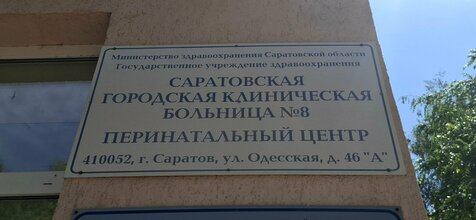 Министерство здравоохранения Саратовской области
Государственное учреждение здравоохранения
САРАТОВСКАЯ
ГОРОДСКАЯ КЛИНИЧЕСКАЯ
БОЛЬНИЦА №8
ПЕРИНАТАЛЬНЫЙ ЦЕНТР
410052, г. Саратов, ул. Одесская, д. 46 "А"